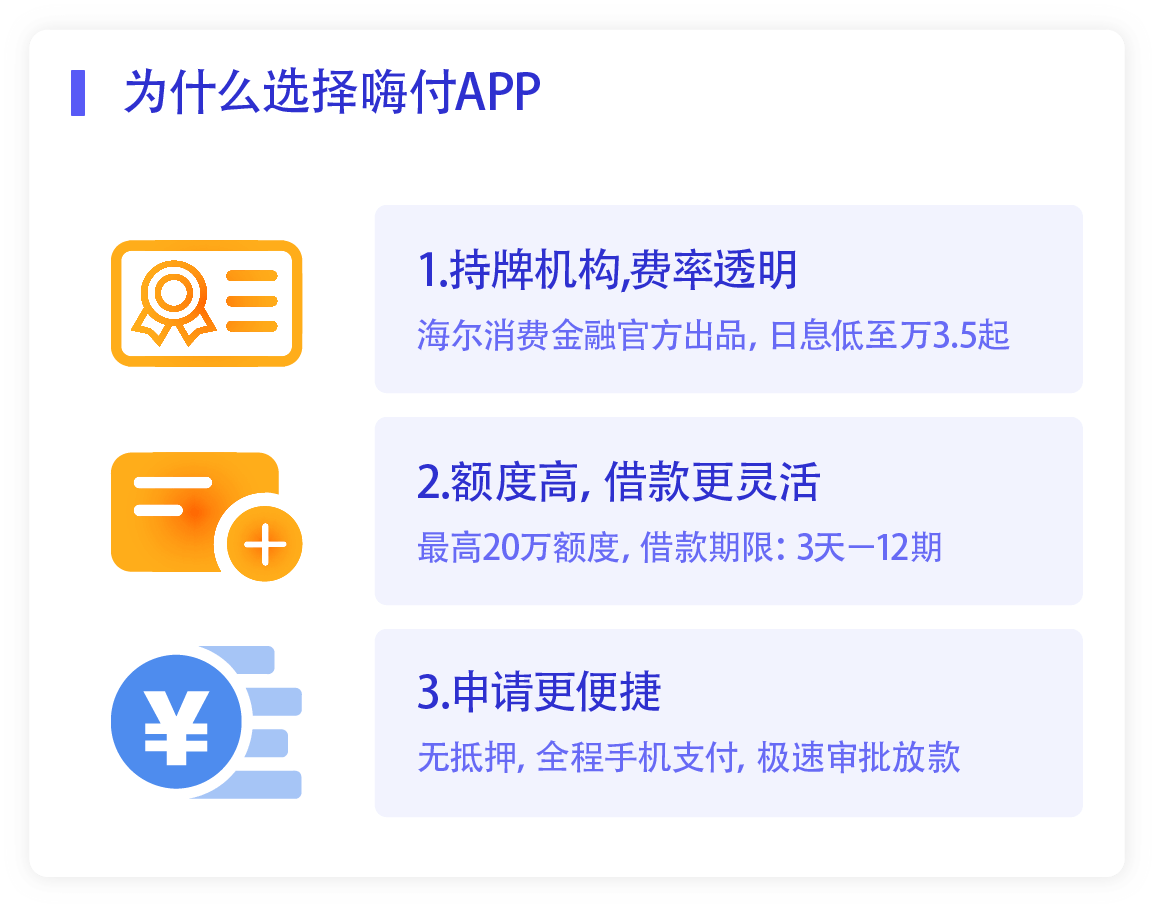 为什么选择嗨付APP
1.持牌机构,费率透明
海尔消费金融官方出品, 日息低至万3.5起
2.额度高, 借款更灵活
最高20万额度, 借款期限: 3天—12期
3.申请更便捷
无抵押, 全程手机支付, 极速审批放款